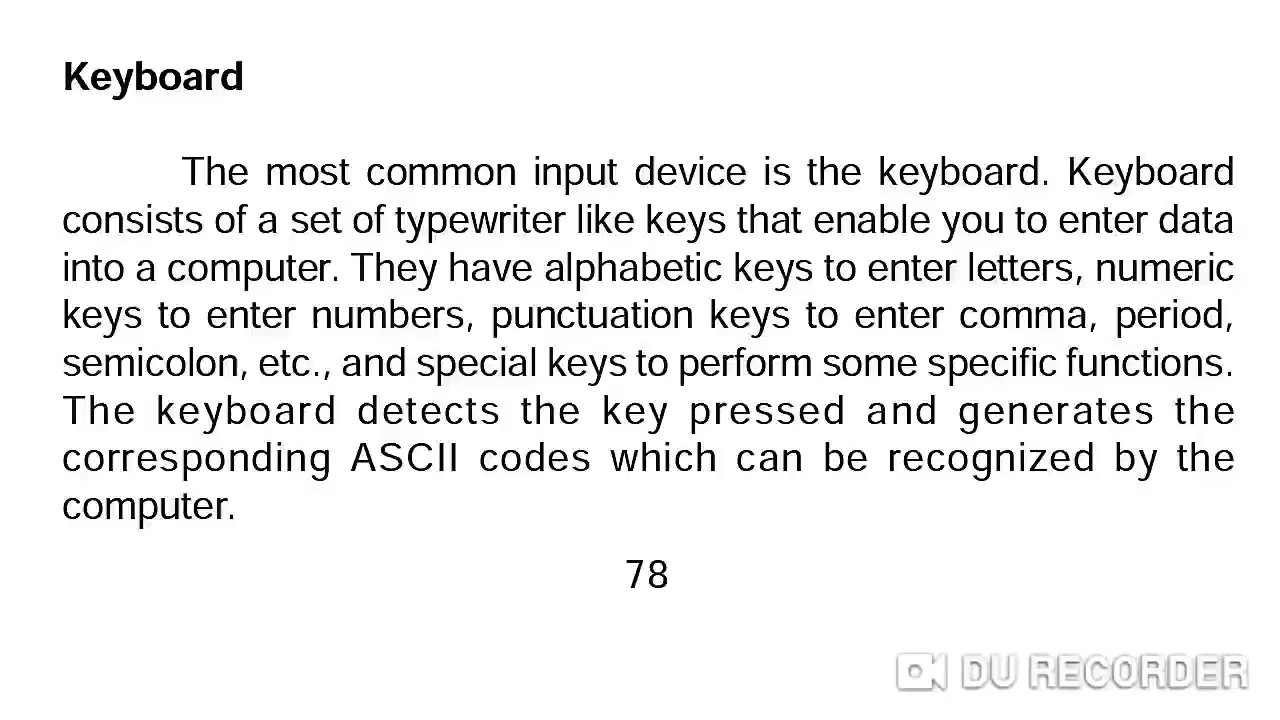 Keyboard
The most common input device is the keyboard. Keyboard
consists of a set of typewriter like keys that enable you to enter data
into a computer. They have alphabetic keys to enter letters, numeric
keys to enter numbers, punctuation keys to enter comma, period,
semicolon, etc., and special keys to perform some specific functions.
The keyboard detects the key pressed and generates the
corresponding ASCII codes which can be recognized by the
computer.
78
DU RECORDER